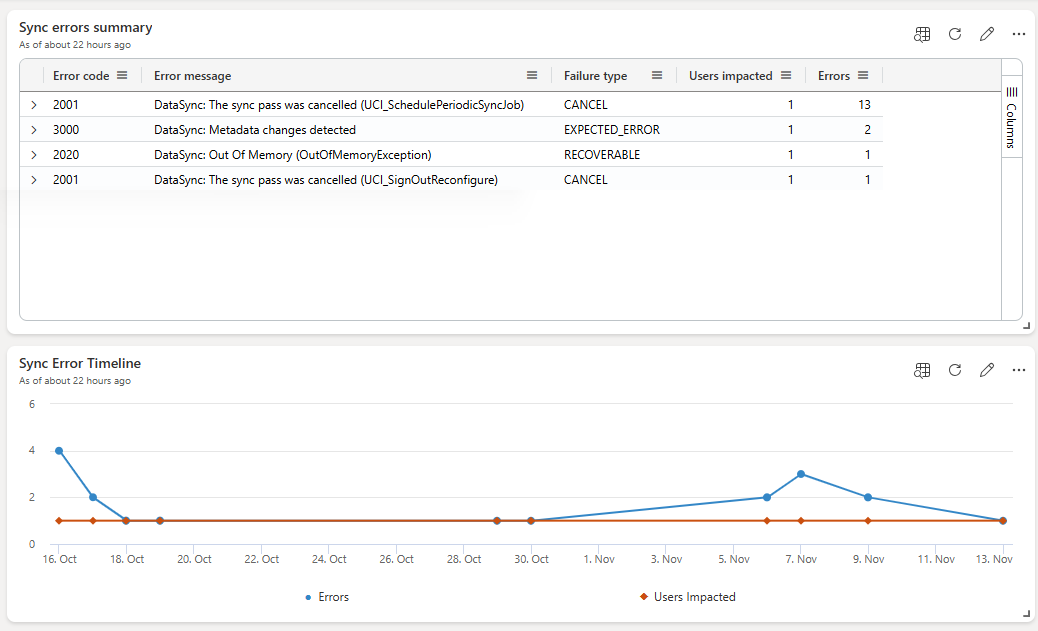 Sync errors summary
As of about 22 hours ago
Error code Error message Failure type Users impacted Errors
2001 DataSync: The sync pass was cancelled (UCI_SchedulePeriodicSyncJob) CANCEL 1 13
3000 DataSync: Metadata changes detected EXPECTED_ERROR 1 2
2020 DataSync: Out Of Memory (OutOfMemoryException) RECOVERABLE 1 1
2001 DataSync: The sync pass was cancelled (UCI_SignOutReconfigure) CANCEL 1 1
Columns
Sync Error Timeline
As of about 22 hours ago
6
4
2
0
16. Oct 18. Oct 20. Oct 22. Oct 24. Oct 26. Oct 28. Oct 30. Oct 1. Nov 3. Nov 5. Nov 7. Nov 9. Nov 11. Nov 13. Nov
Errors Users Impacted